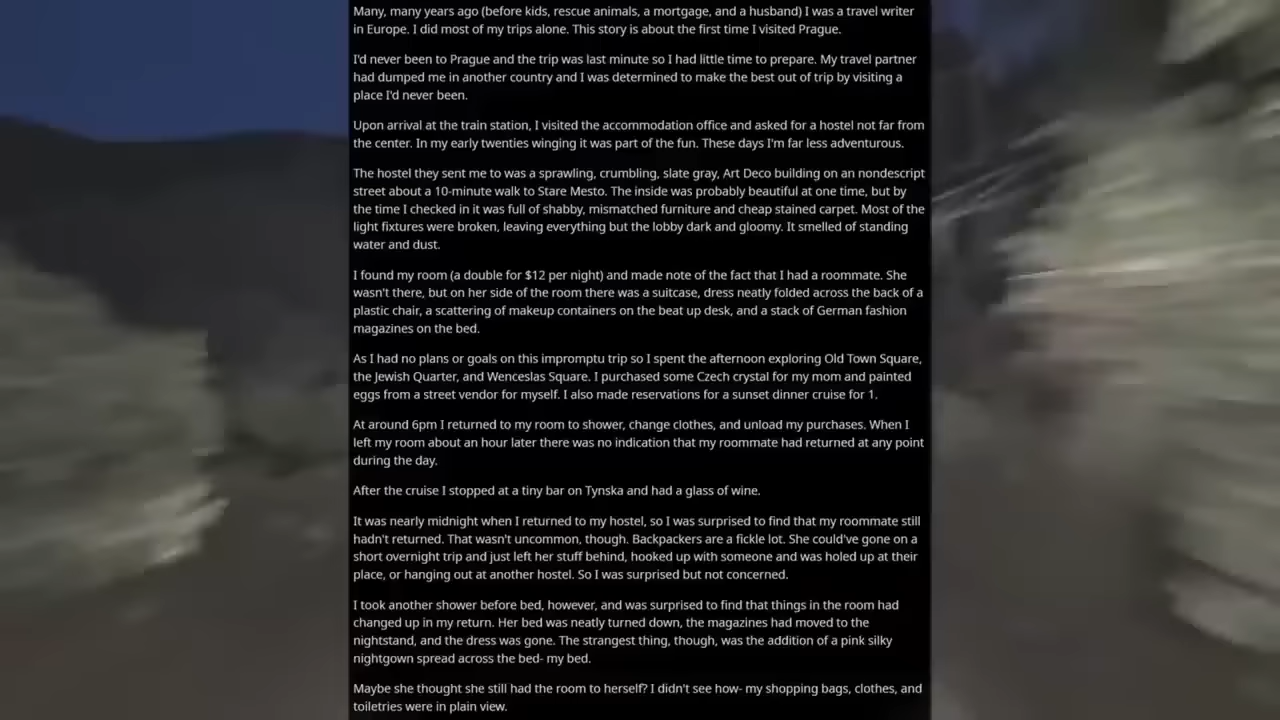 Many, many years ago (before kids, rescue animals, a mortgage, and a husband) I was a travel writer
in Europe. I did most of my trips alone. This story is about the first time I visited Prague.
I'd never been to Prague and the trip was last minute so I had little time to prepare. My travel partner
had dumped me in another country and I was determined to make the best out of trip by visiting a
place I'd never been.
Upon arrival at the train station, I visited the accommodation office and asked for a hostel not far from
the center. In my early twenties winging it was part of the fun. These days I'm far less adventurous.
The hostel they sent me to was a sprawling, crumbling, slate gray, Art Deco building on an nondescript
street about a 10-minute walk to Stare Mesto. The inside was probably beautiful at one time, but by
the time I checked in it was full of shabby, mismatched furniture and cheap stained carpet. Most of the
light fixtures were broken, leaving everything but the lobby dark and gloomy. It smelled of standing
water and dust.
I found my room (a double for $12 per night) and made note of the fact that I had a roommate. She
wasn't there, but on her side of the room there was a suitcase, dress neatly folded across the back of a
plastic chair, a scattering of makeup containers on the beat up desk, and a stack of German fashion
magazines on the bed.
As I had no plans or goals on this impromptu trip so I spent the afternoon exploring Old Town Square,
the Jewish Quarter, and Wenceslas Square. I purchased some Czech crystal for my mom and painted
eggs from a street vendor for myself. I also made reservations for a sunset dinner cruise for 1.
At around 6pm I returned to my room to shower, change clothes, and unload my purchases. When I
left my room about an hour later there was no indication that my roommate had returned at any point
during the day.
After the cruise I stopped at a tiny bar on Tynska and had a glass of wine.
It was nearly midnight when I returned to my hostel, so I was surprised to find that my roommate still
hadn't returned. That wasn't uncommon, though. Backpackers are a fickle lot. She could've gone on a
short overnight trip and just left her stuff behind, hooked up with someone and was holed up at their
place, or hanging out at another hostel. So I was surprised but not concerned.
I took another shower before bed, however, and was surprised to find that things in the room had
changed up in my return. Her bed was neatly turned down, the magazines had moved to the
nightstand, and the dress was gone. The strangest thing, though, was the addition of a pink silky
nightgown spread across the bed- my bed.
Maybe she thought she still had the room to herself? I didn't see how- my shopping bags, clothes, and
toiletries were in plain view.